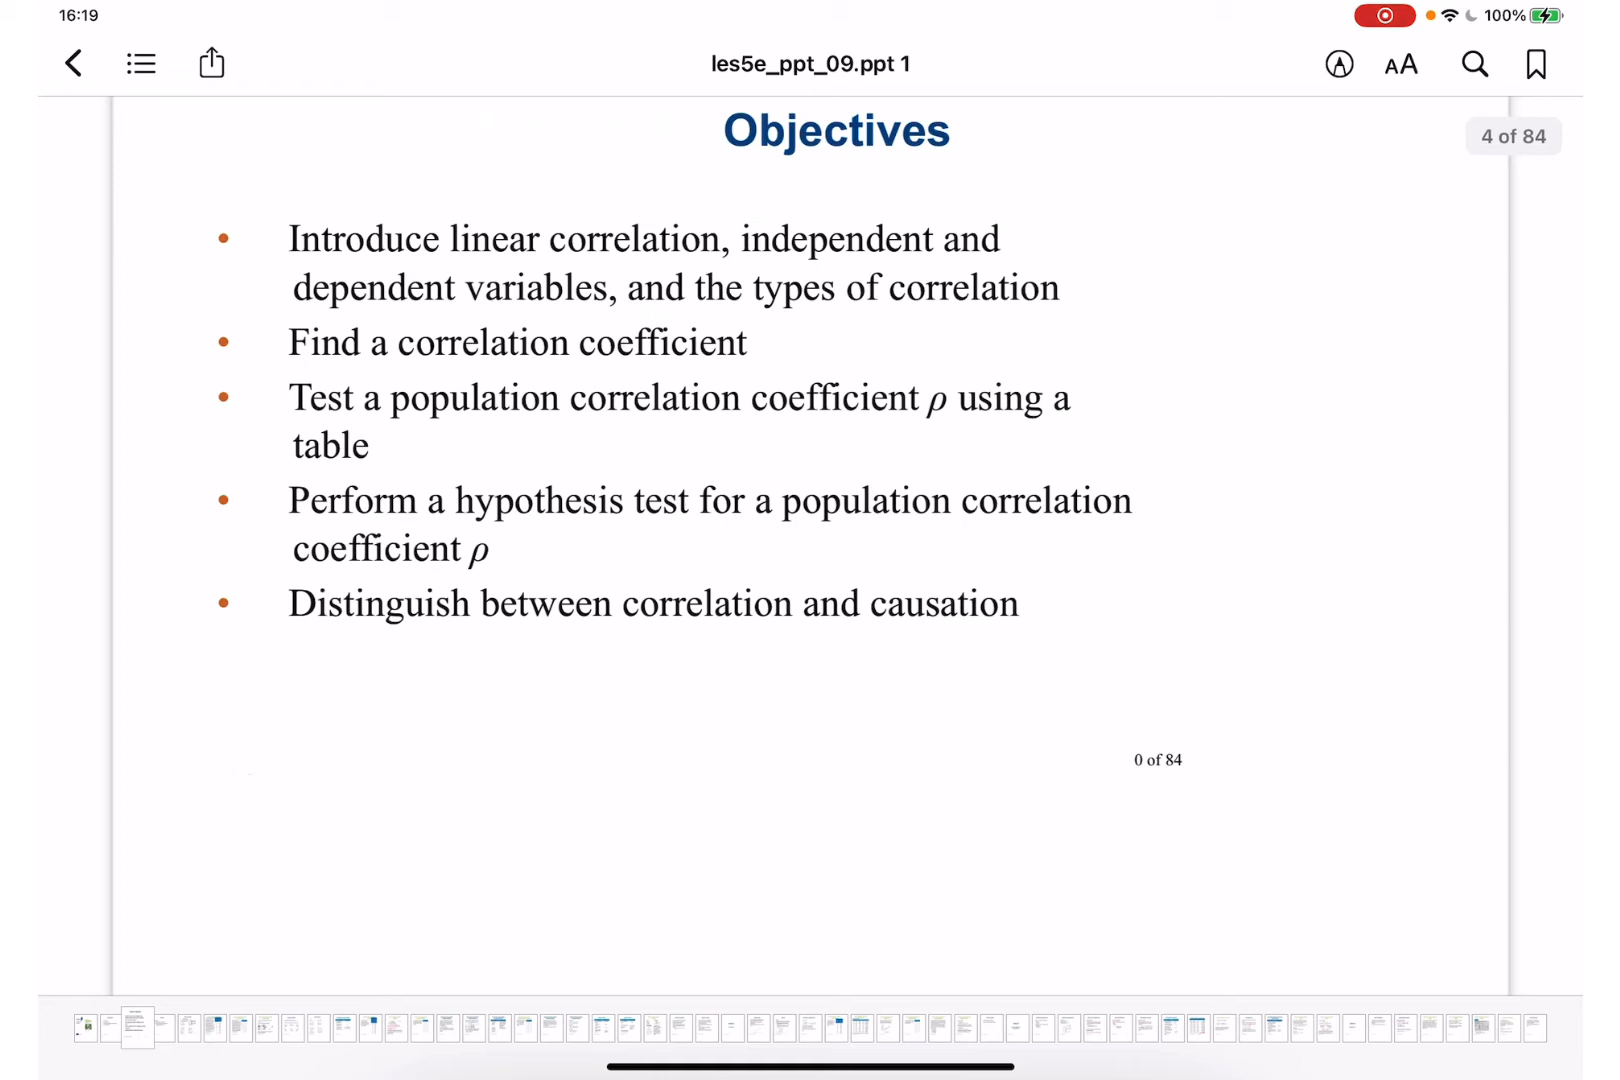 16:19
100%
les5e_ppt_09.ppt 1
AA
Objectives
4 of 84
• Introduce linear correlation, independent and
dependent variables, and the types of correlation
• Find a correlation coefficient
• Test a population correlation coefficient ρ using a
table
• Perform a hypothesis test for a population correlation
coefficient ρ
• Distinguish between correlation and causation
0 of 84